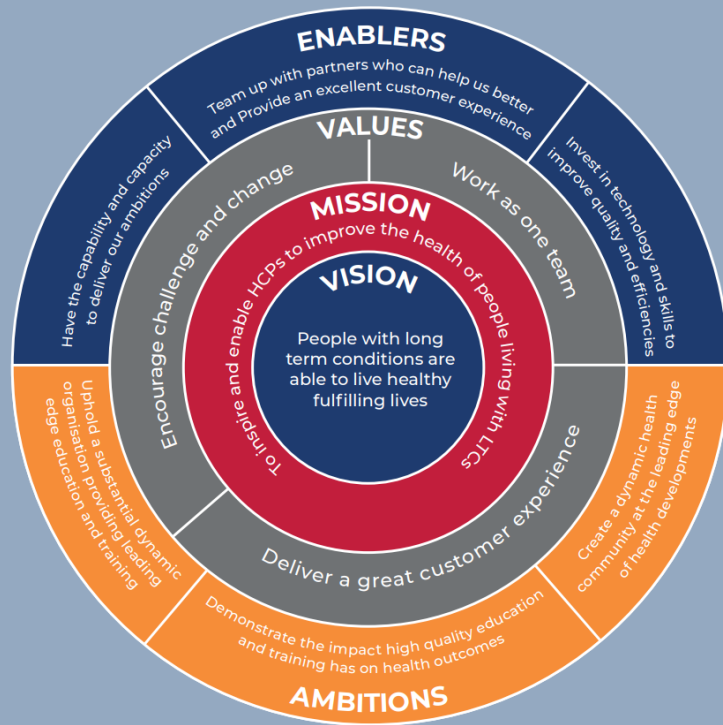 ENABLERS
Team up with partners who can help us better
and Provide an excellent customer experience
Have the capability and capacity
to deliver our ambitions
Invest in technology and skills to
improve quality and efficiencies
VALUES
Encourage challenge and change
Work as one team
Deliver a great customer experience
MISSION
To inspire and enable HCPs to improve the health of people living with LTCs
VISION
People with long
term conditions are
able to live healthy
fulfilling lives
Uphold a substantial dynamic
organisation providing leading
edge education and training
Demonstrate the impact high quality education
and training has on health outcomes
Create a dynamic health
community at the leading edge
of health developments
AMBITIONS